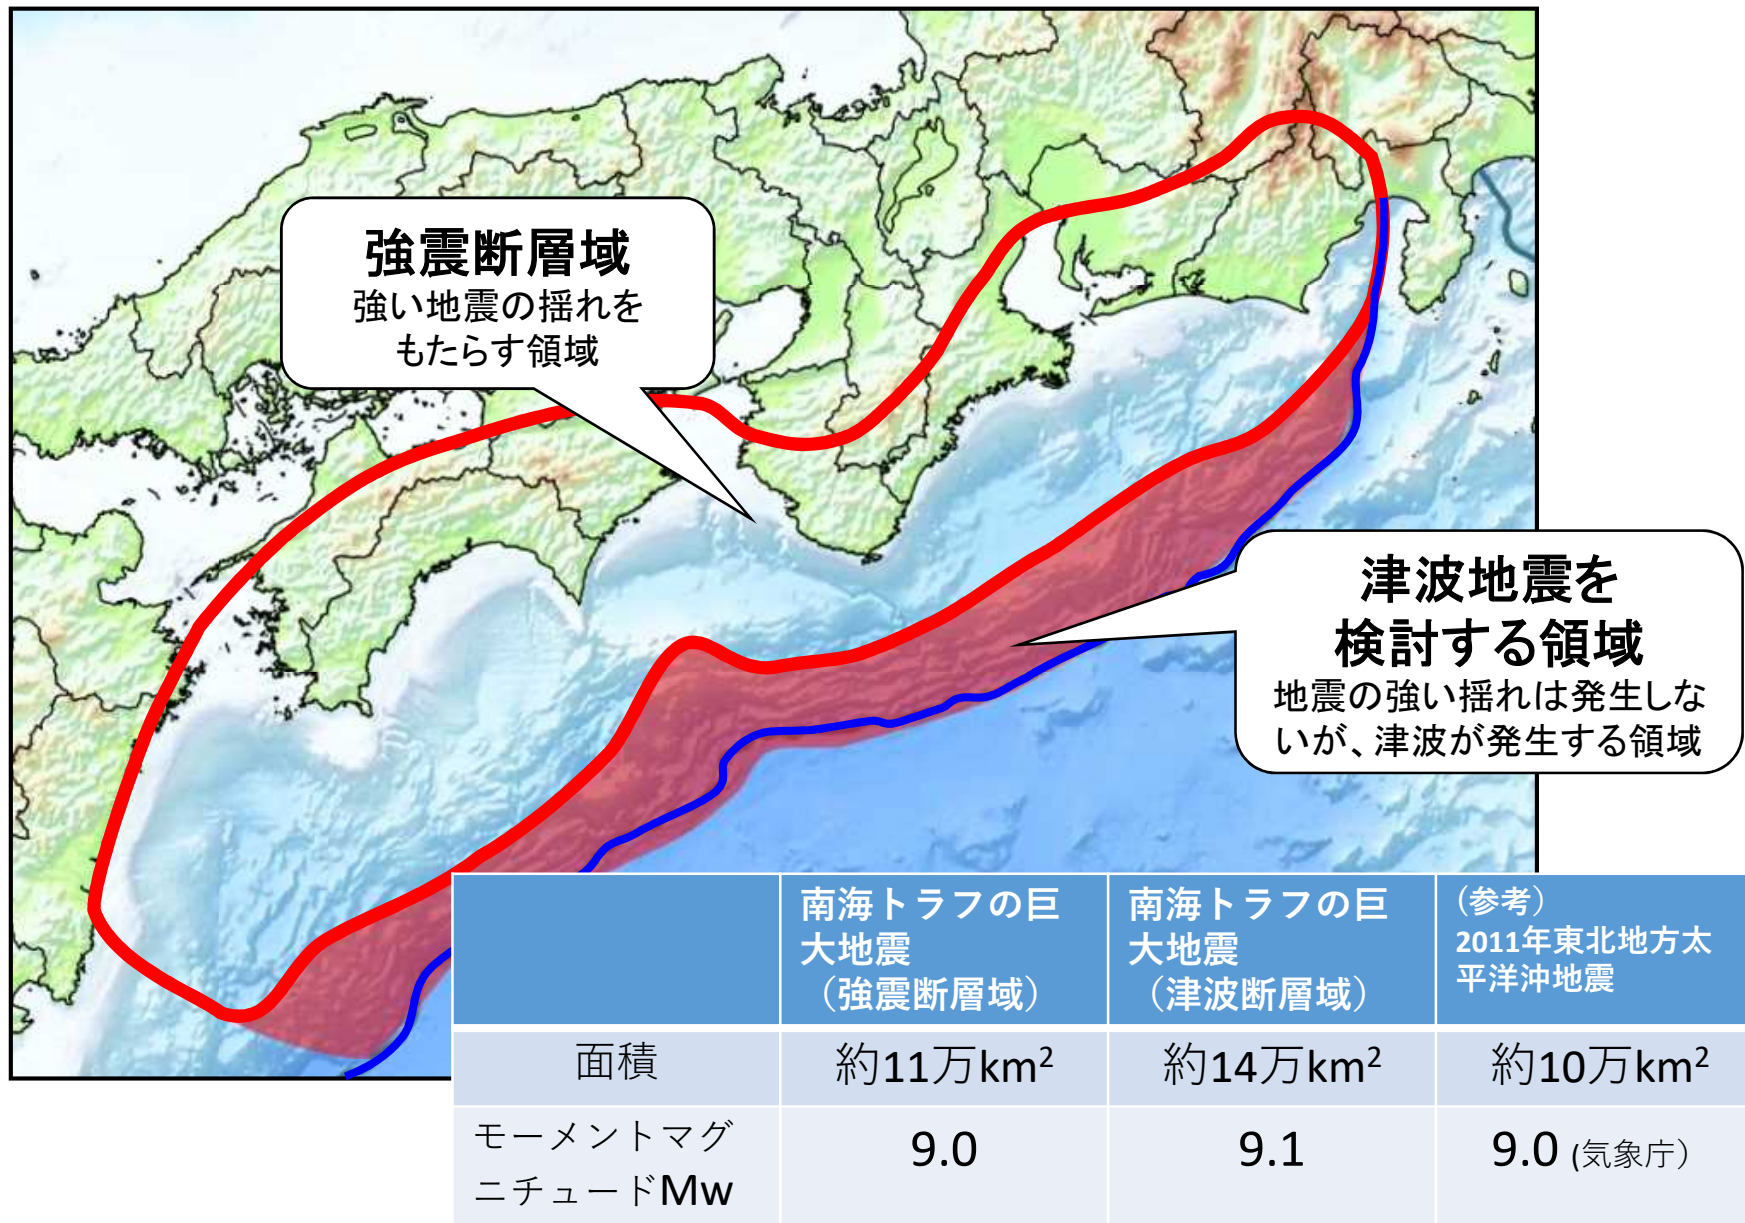 強震断層域
強い地震の揺れを
もたらす領域
津波地震を
検討する領域
地震の強い揺れは発生しな
いが、津波が発生する領域
南海トラフの巨
大地震
（強震断層域）
南海トラフの巨
大地震
（津波断層域）
（参考）
2011年東北地方太
平洋沖地震
面積
約11万km²
約14万km²
約10万km²
モーメントマグ
ニチュードMw
9.0
9.1
9.0 (気象庁）